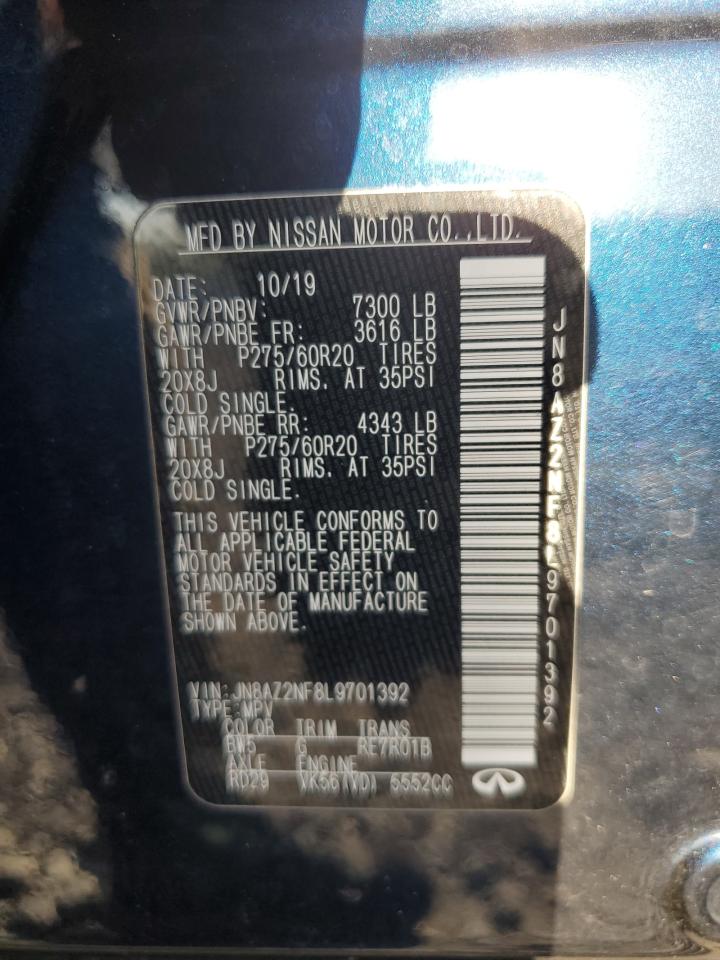 MFD BY NISSAN MOTOR CO.,LTD.
DATE: 10/19
GVWR/PNBV: 7300 LB
GAWR/PNBE FR: 3616 LB
WITH P275/60R20 TIRES
20X8J RIMS. AT 35PSI
COLD SINGLE.
GAWR/PNBE RR: 4343 LB
WITH P275/60R20 TIRES
20X8J RIMS. AT 35PSI
COLD SINGLE.
THIS VEHICLE CONFORMS TO
ALL APPLICABLE FEDERAL
MOTOR VEHICLE SAFETY
STANDARDS IN EFFECT ON
THE DATE OF MANUFACTURE
SHOWN ABOVE.
VIN:JN8AZ2NF8L9701392
TYPE:MPV
COLOR TRIM TRANS
BW5 G RE7R01B
AXLE ENGINE
RD29 VK56(VD) 5552CC
JN8AZ2NF8L9701392